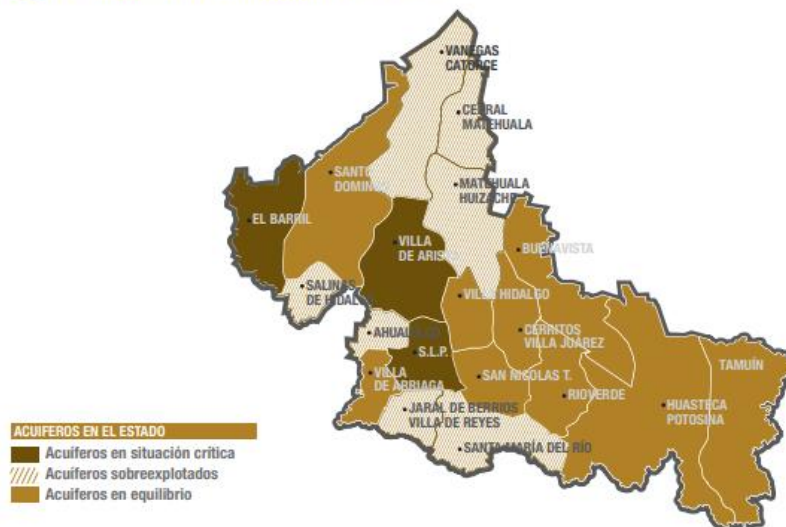 VANEGAS
CATORCE
CEDRAL
MATEHUALA
SANTO
DOMINGO
MATEHUALA
HUIZACHE
EL BARRIL
VILLA
DE ARISTA
BUENAVISTA
SALINAS
DE HIDALGO
VILLA HIDALGO
AHUALULCO
CERRITOS
VILLA JUÁREZ
S.L.P.
TAMUÍN
VILLA
DE ARRIAGA
SAN NICOLAS T.
RIOVERDE
HUASTECA
POTOSINA
JARAL DE BERRIOS
VILLA DE REYES
SANTA MARÍA DEL RÍO
ACUIFEROS EN EL ESTADO
Acuíferos en situación crítica
Acuíferos sobreexplotados
Acuíferos en equilibrio